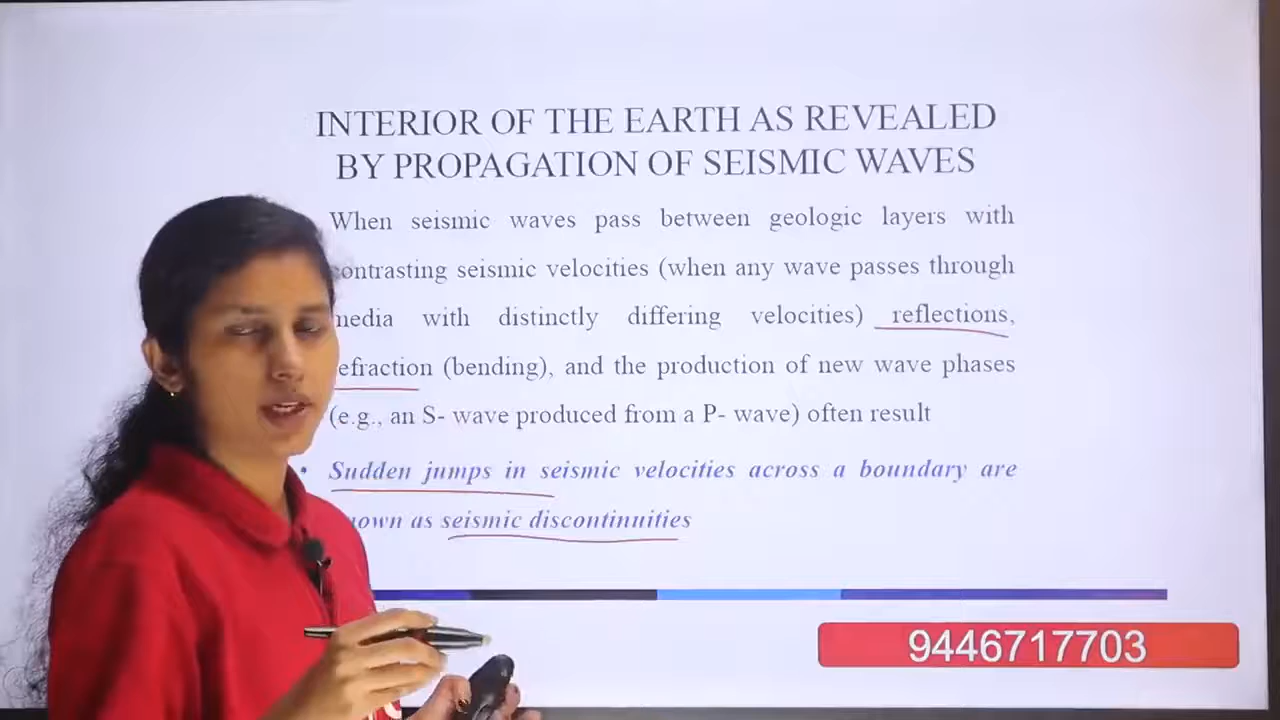 INTERIOR OF THE EARTH AS REVEALED
BY PROPAGATION OF SEISMIC WAVES
When seismic waves pass between geologic layers with
contrasting seismic velocities (when any wave passes through
media with distinctly differing velocities) reflections,
refraction (bending), and the production of new wave phases
(e.g., an S- wave produced from a P- wave) often result
• Sudden jumps in seismic velocities across a boundary are
known as seismic discontinuities
9446717703